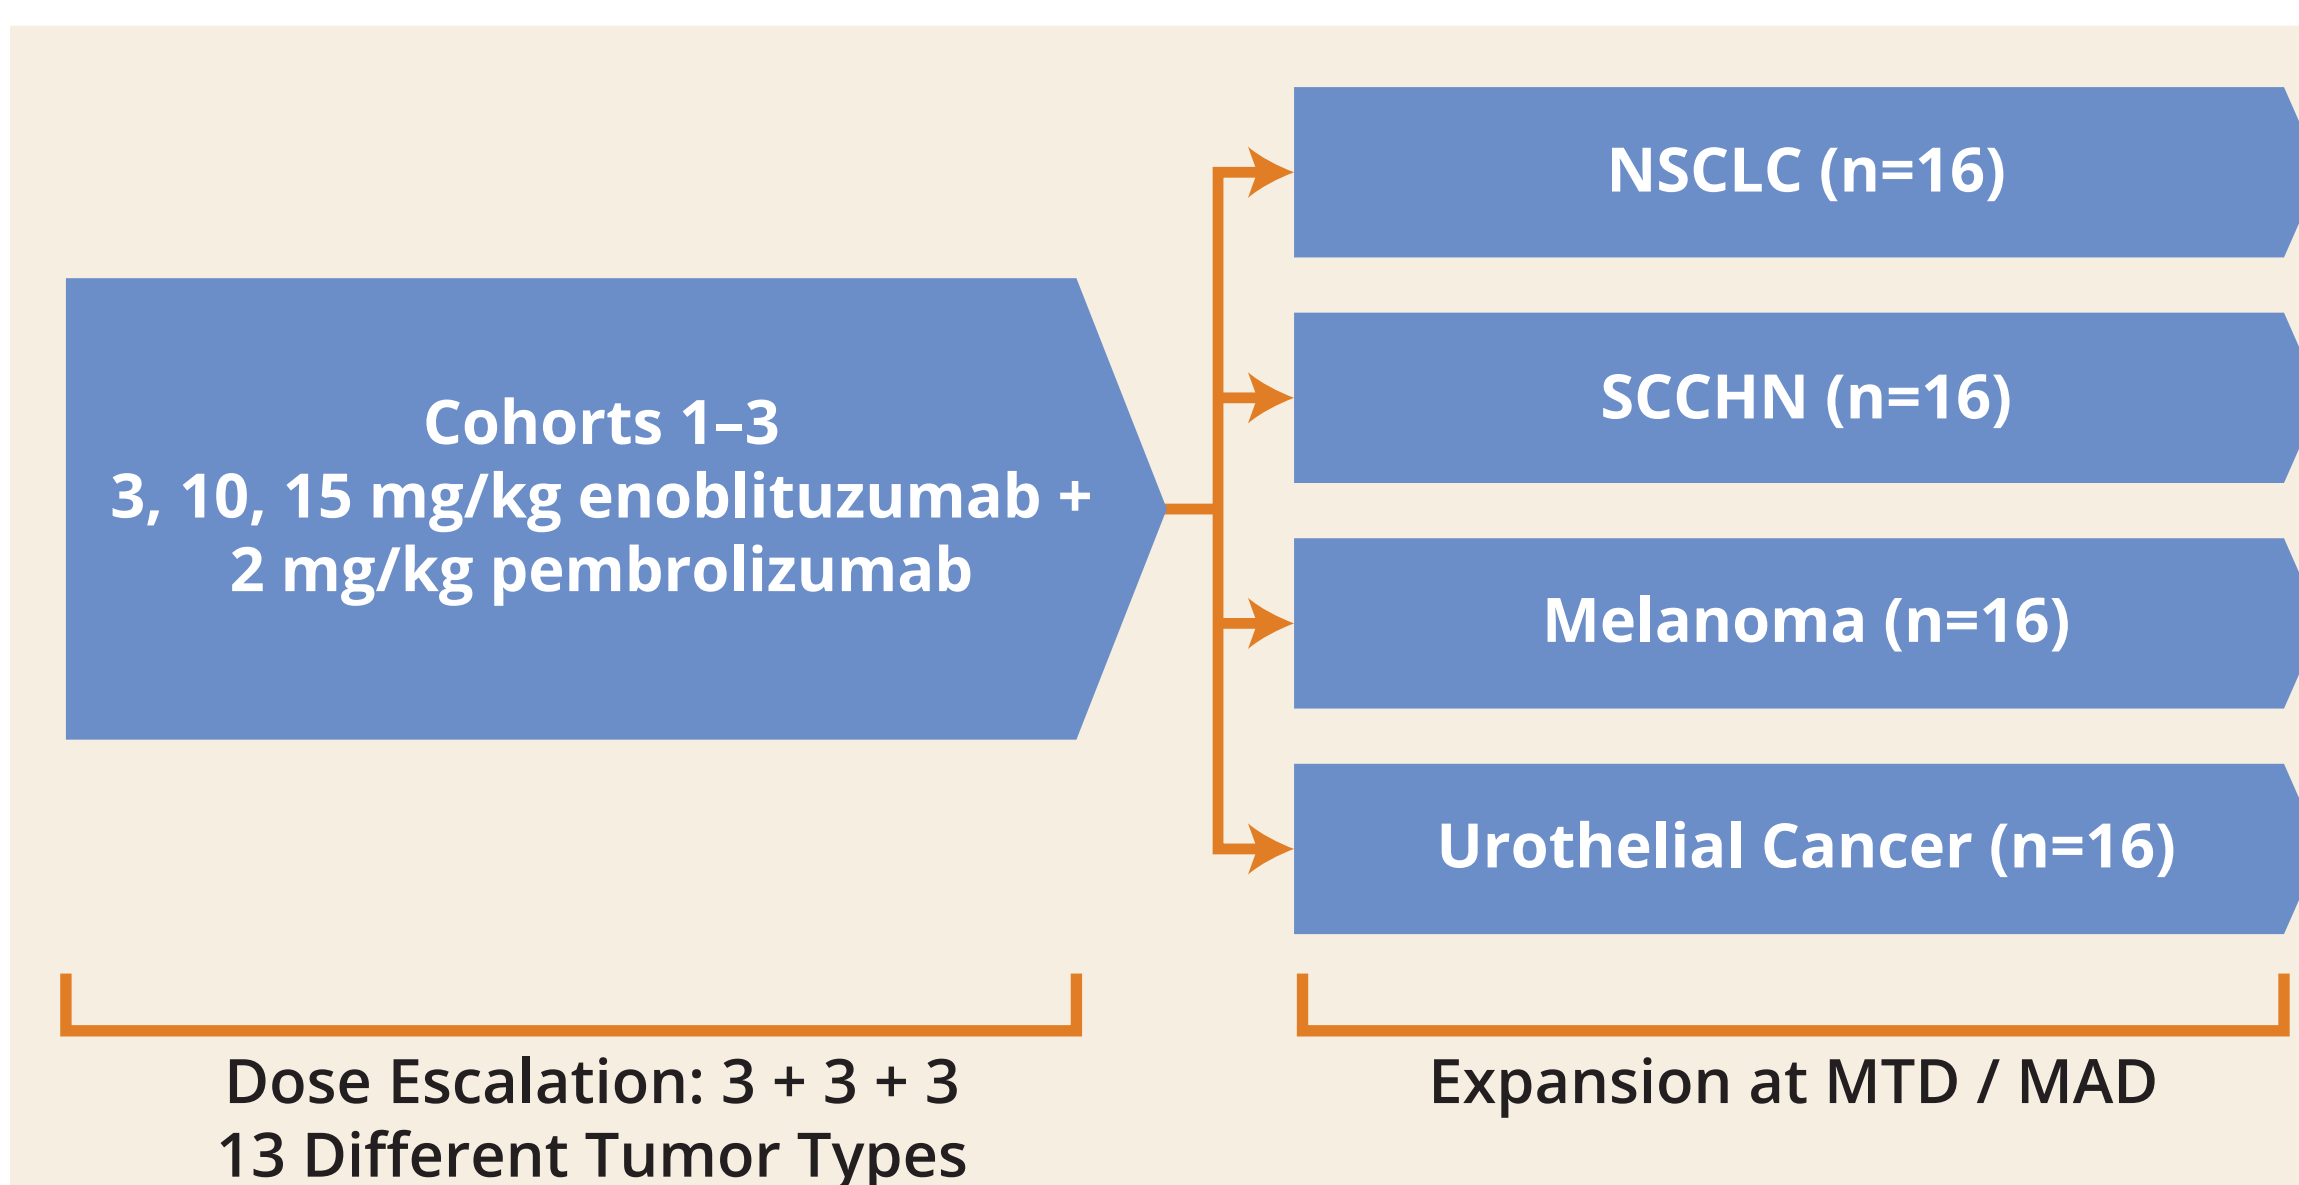 Cohorts 1–3
3, 10, 15 mg/kg enoblituzumab +
2 mg/kg pembrolizumab
NSCLC (n=16)
SCCHN (n=16)
Melanoma (n=16)
Urothelial Cancer (n=16)
Dose Escalation: 3 + 3 + 3
13 Different Tumor Types
Expansion at MTD / MAD